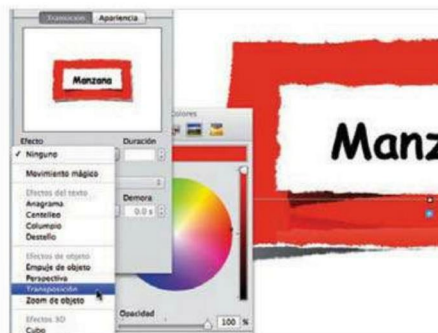 Transición Apariencia
Manzana
Colores
Efecto Duración
✓ Ninguno
Movimiento mágico
Efectos del texto
Anagrama
Centelleo
Columpio
Destello
Demora
0.0 s
Efectos de objeto
Empuje de objeto
Perspectiva
Transposición
Zoom de objeto
Efectos 3D
Cubo
Opacidad
100 %
Manz